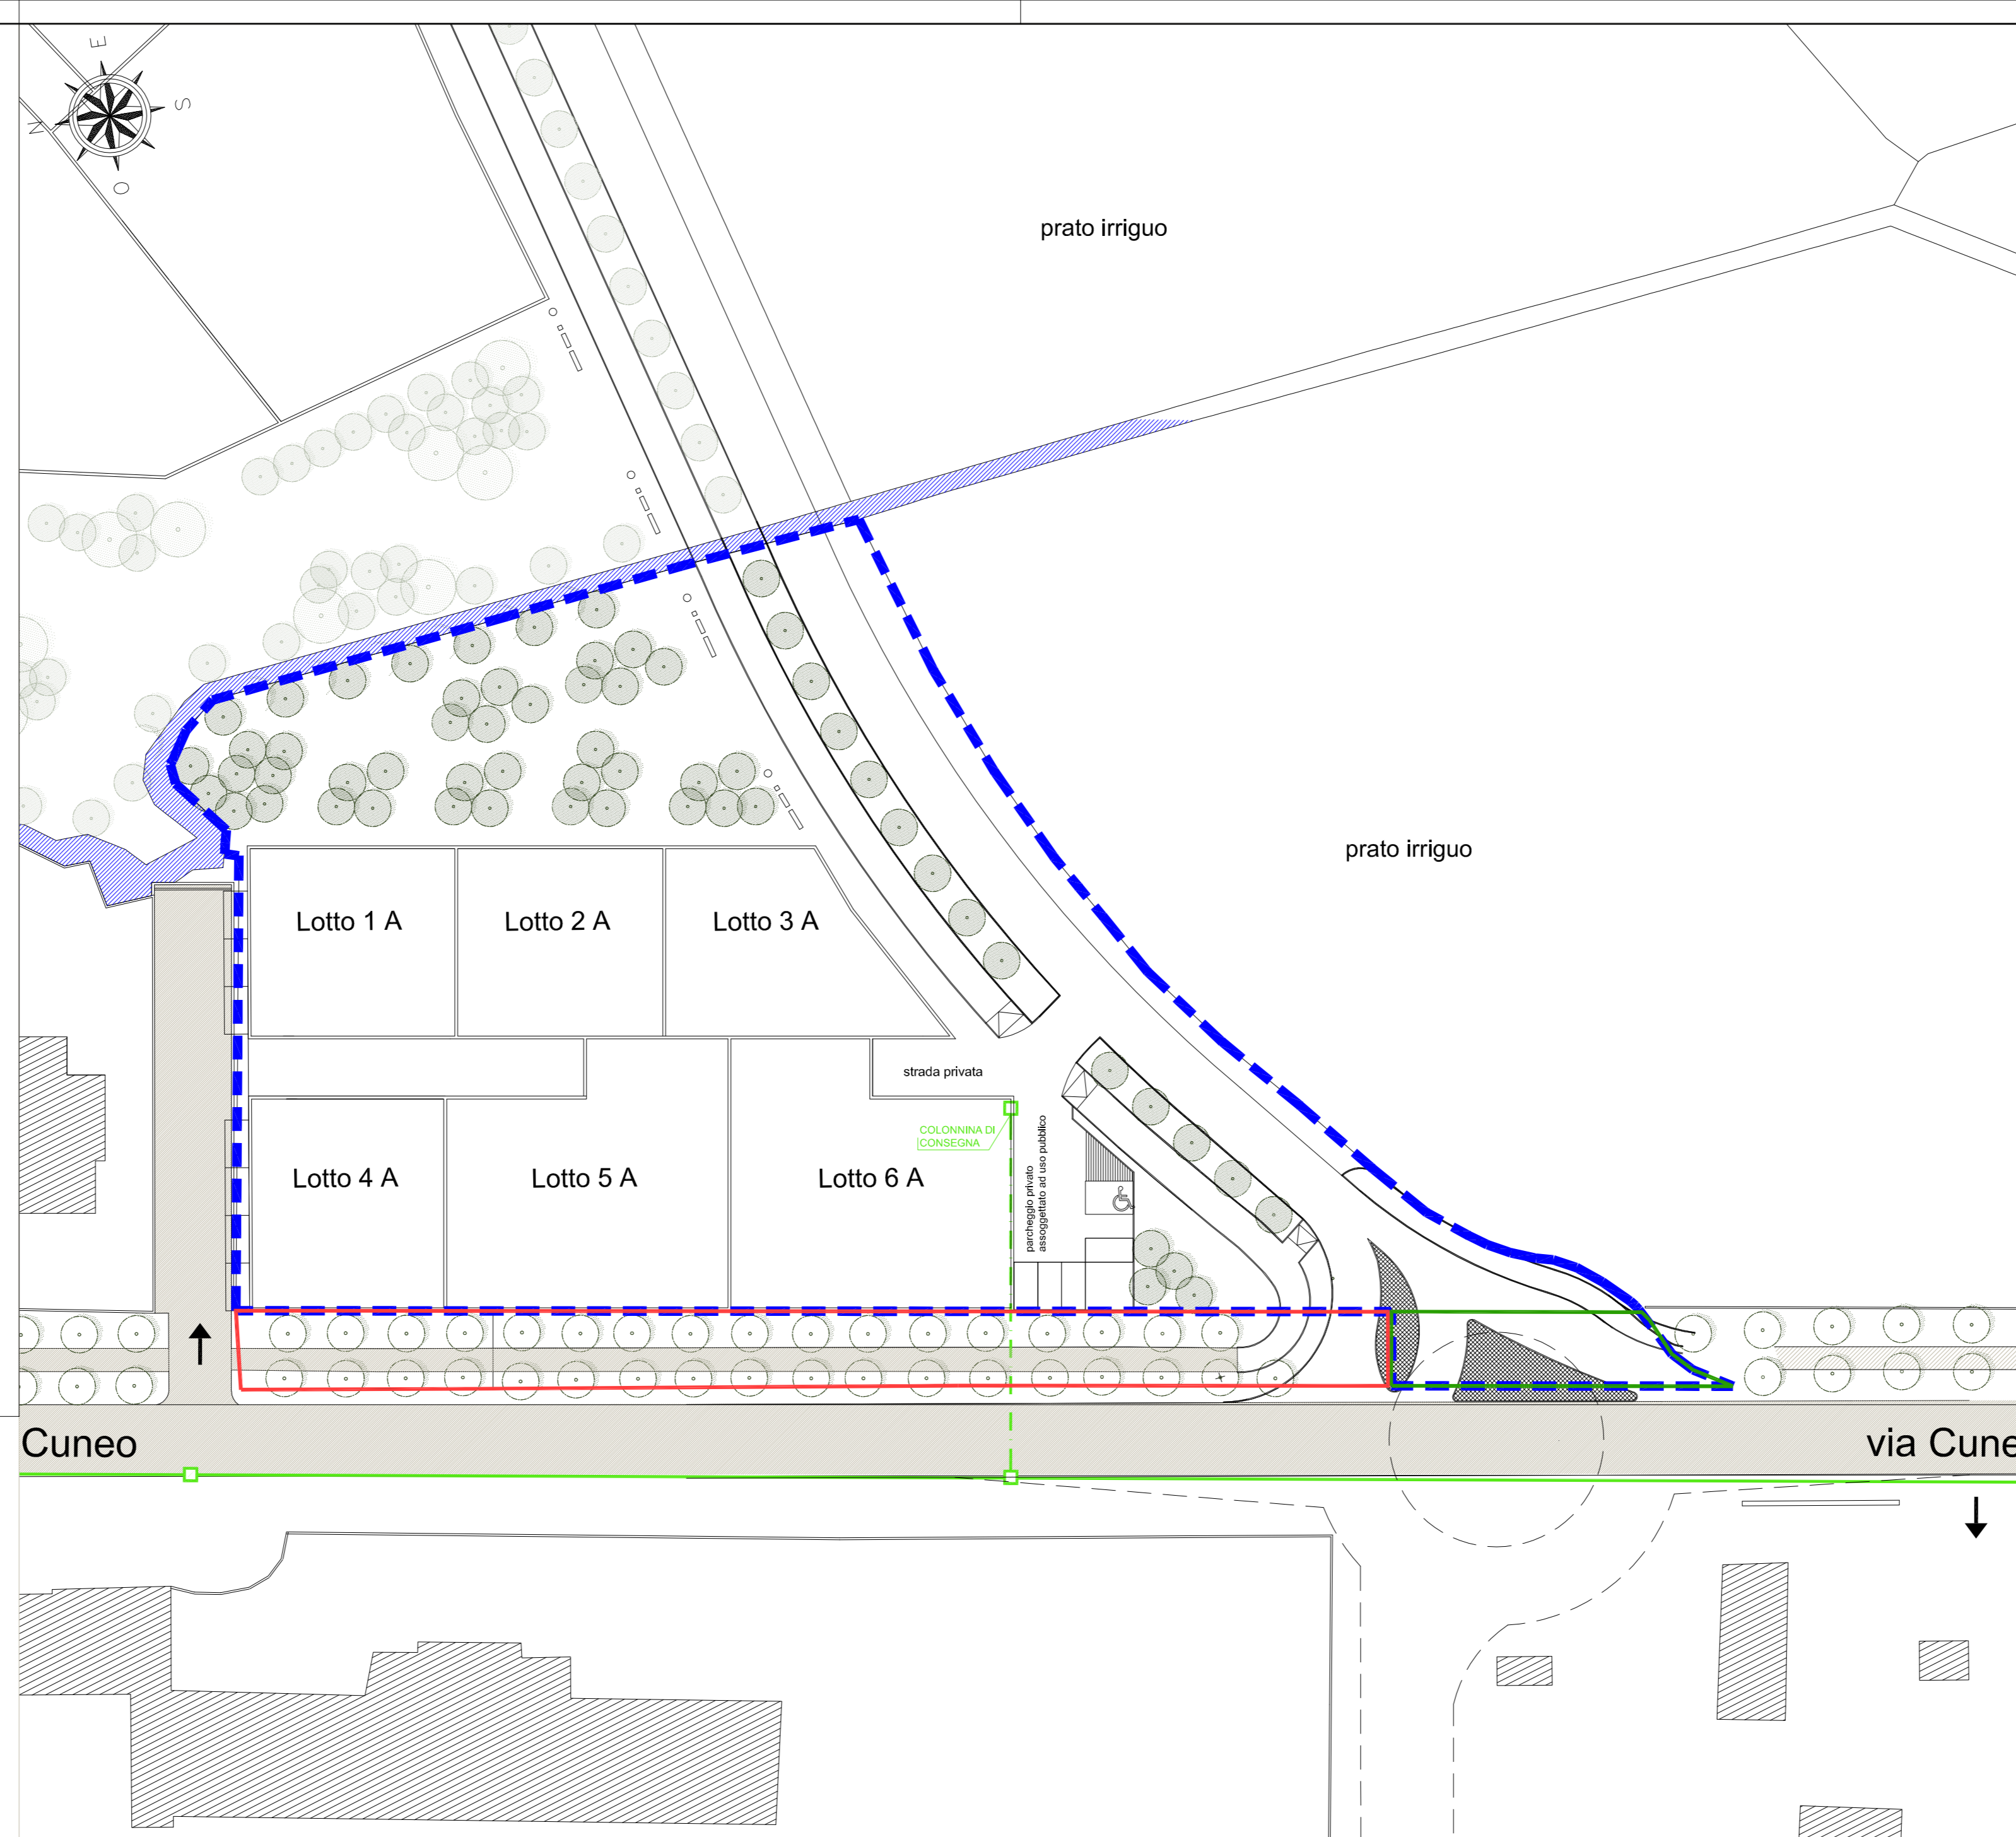 E
S
N
O
prato irriguo
prato irriguo
Lotto 1 A
Lotto 2 A
Lotto 3 A
strada privata
COLONNINA DI
CONSEGNA
parcheggio privato
assoggettato ad uso pubblico
Lotto 4 A
Lotto 5 A
Lotto 6 A
Cuneo
via Cune